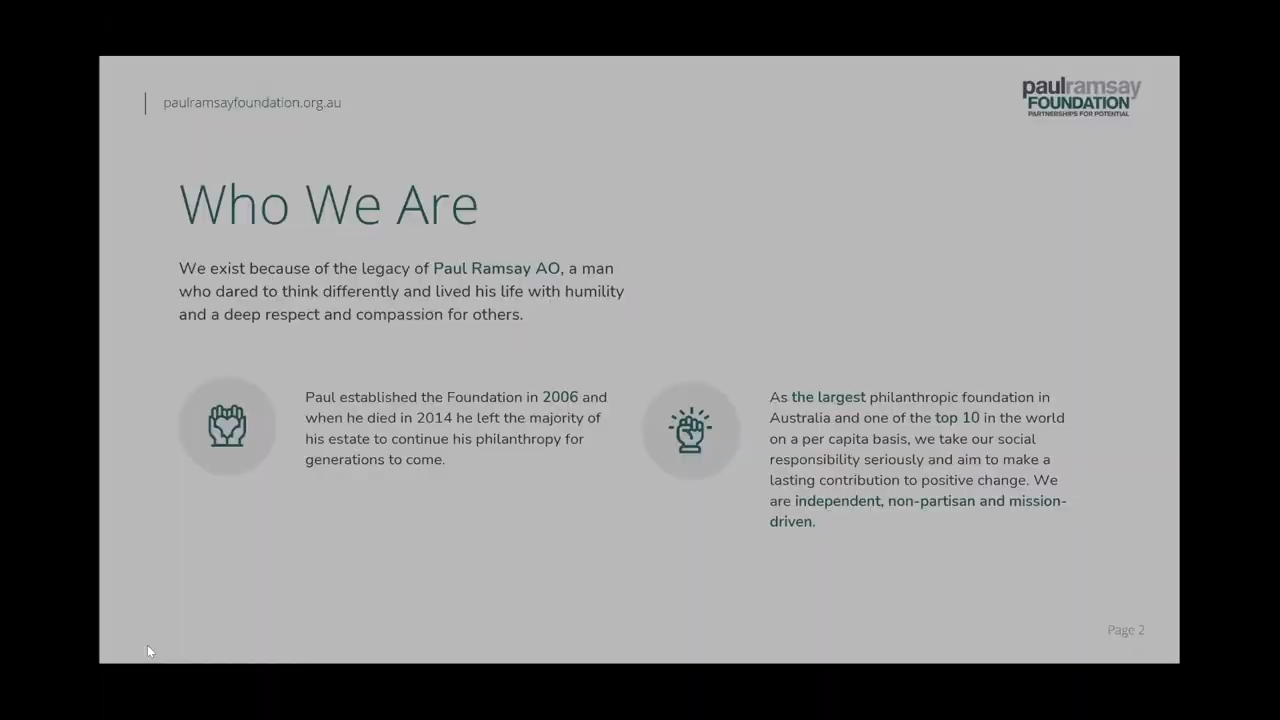 paulramsayfoundation.org.au
paulramsay
FOUNDATION
PARTNERSHIPS FOR POTENTIAL
Who We Are
We exist because of the legacy of Paul Ramsay AO, a man
who dared to think differently and lived his life with humility
and a deep respect and compassion for others.
Paul established the Foundation in 2006 and
when he died in 2014 he left the majority of
his estate to continue his philanthropy for
generations to come.
As the largest philanthropic foundation in
Australia and one of the top 10 in the world
on a per capita basis, we take our social
responsibility seriously and aim to make a
lasting contribution to positive change. We
are independent, non-partisan and mission-
driven.
Page 2